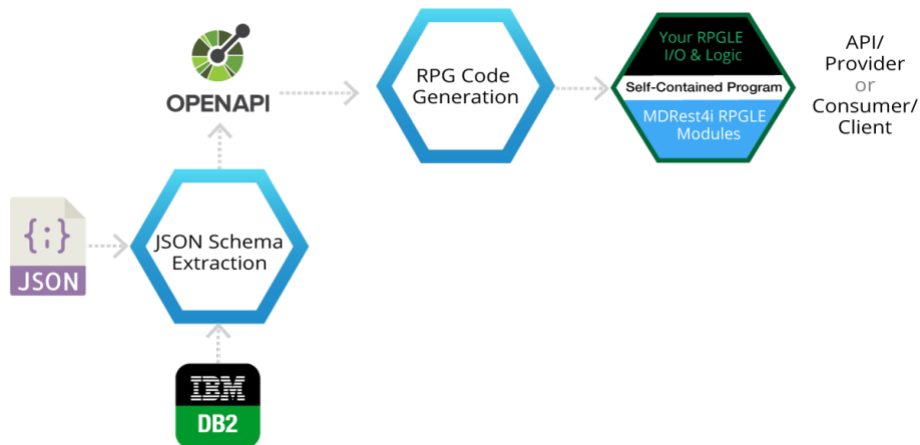 OPENAPI
RPG Code
Generation
Your RPGLE
I/O & Logic
Self-Contained Program
MDRest4i RPGLE
Modules
API/
Provider
or
Consumer/
Client
{;}
JSON
JSON Schema
Extraction
IBM
DB2